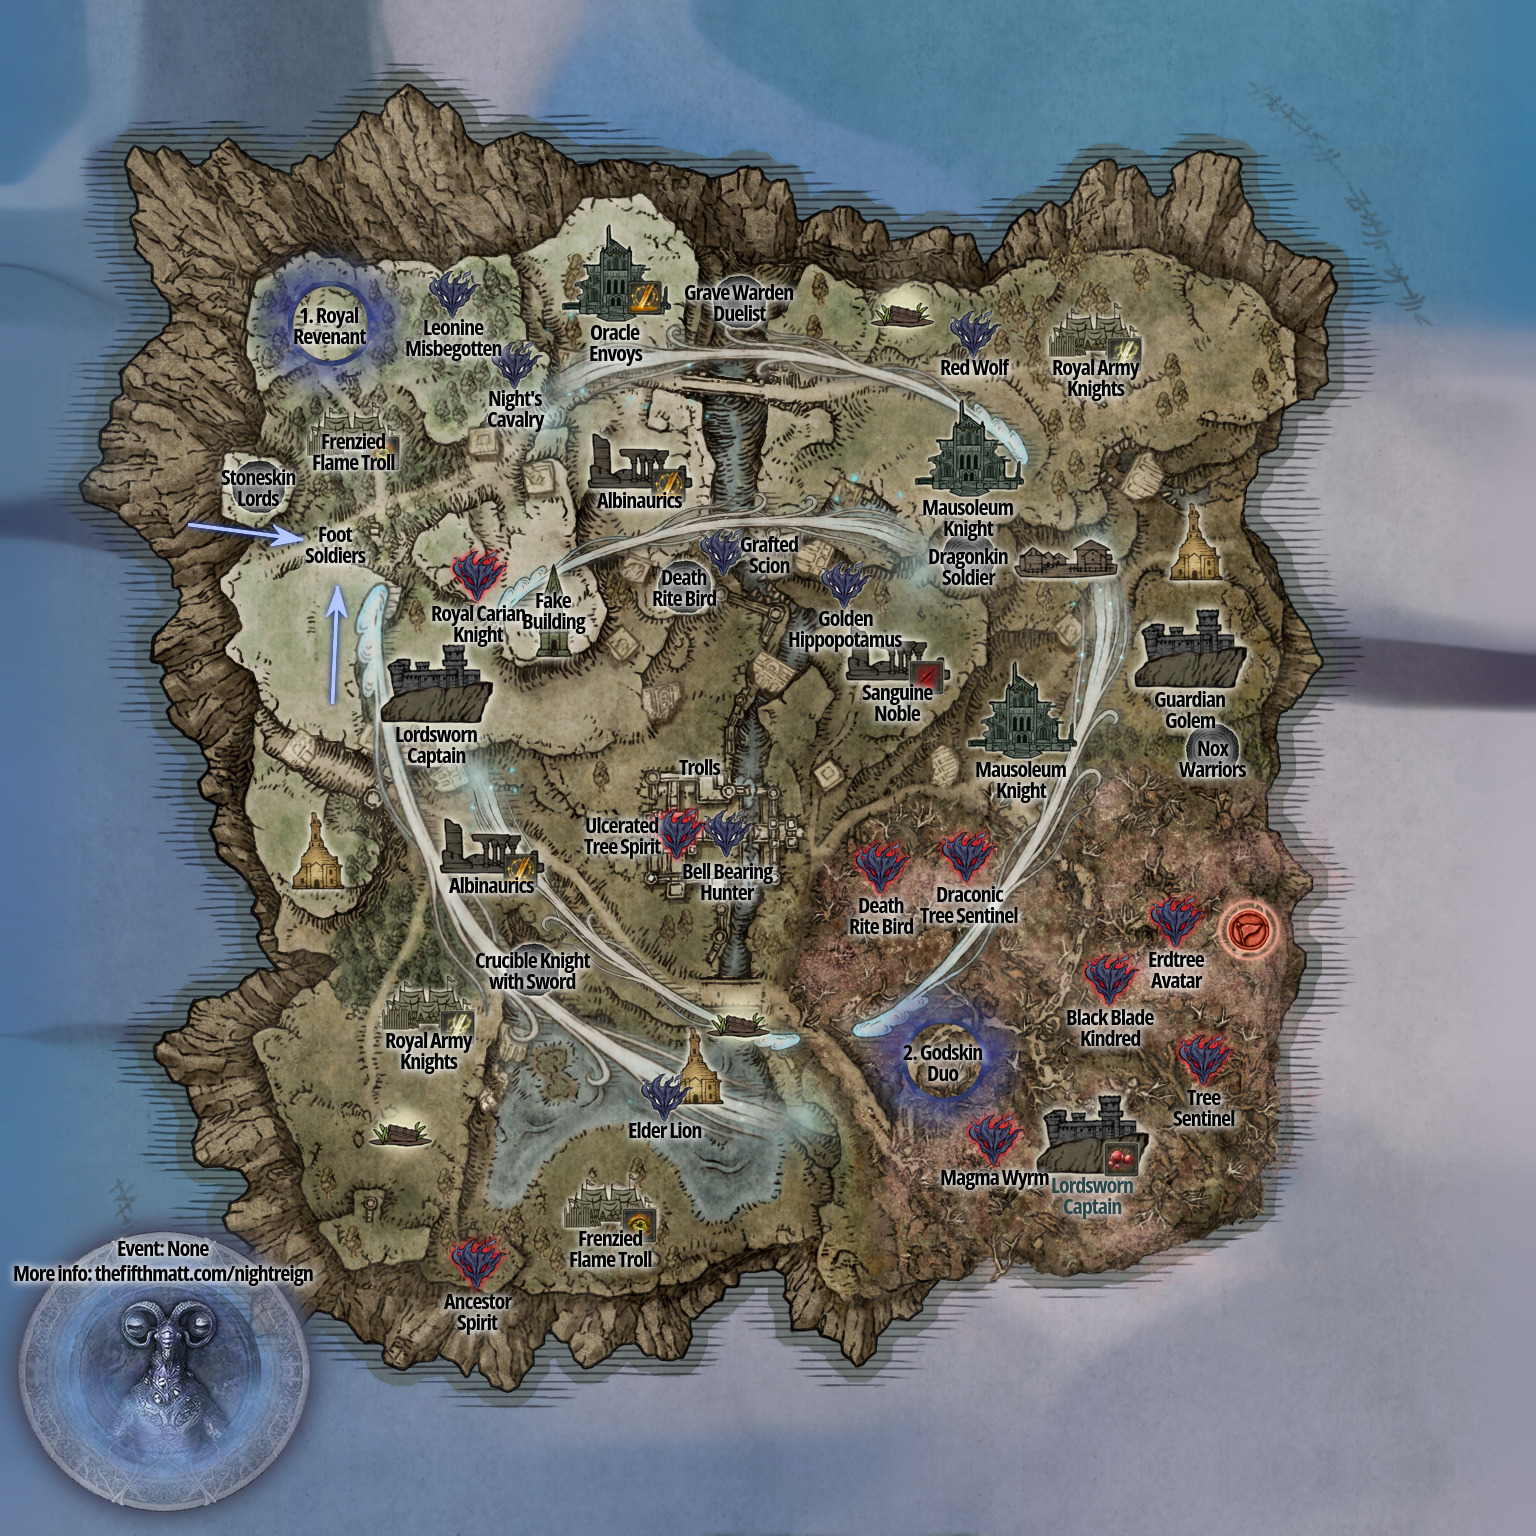 Grave Warden
Duelist
1. Royal
Revenant
Leonine
Misbegotten
Oracle
Envoys
Red Wolf
Royal Army
Knights
Night's
Cavalry
Frenzied
Flame Troll
Stoneskin
Lords
Albinaurics
Mausoleum
Knight
Foot
Soldiers
Grafted
Scion
Dragonkin
Soldier
Death
Rite Bird
Royal Carian
Knight
Fake
Building
Golden
Hippopotamus
Sanguine
Noble
Guardian
Golem
Lordsworn
Captain
Nox
Warriors
Trolls
Mausoleum
Knight
Ulcerated
Tree Spirit
Bell Bearing
Hunter
Albinaurics
Death
Rite Bird
Draconic
Tree Sentinel
Crucible Knight
with Sword
Erdtree
Avatar
Black Blade
Kindred
Royal Army
Knights
2. Godskin
Duo
Tree
Sentinel
Elder Lion
Magma Wyrm
Lordsworn
Captain
Frenzied
Flame Troll
Ancestor
Spirit
Event: None
More info: thefifthmatt.com/nightreign